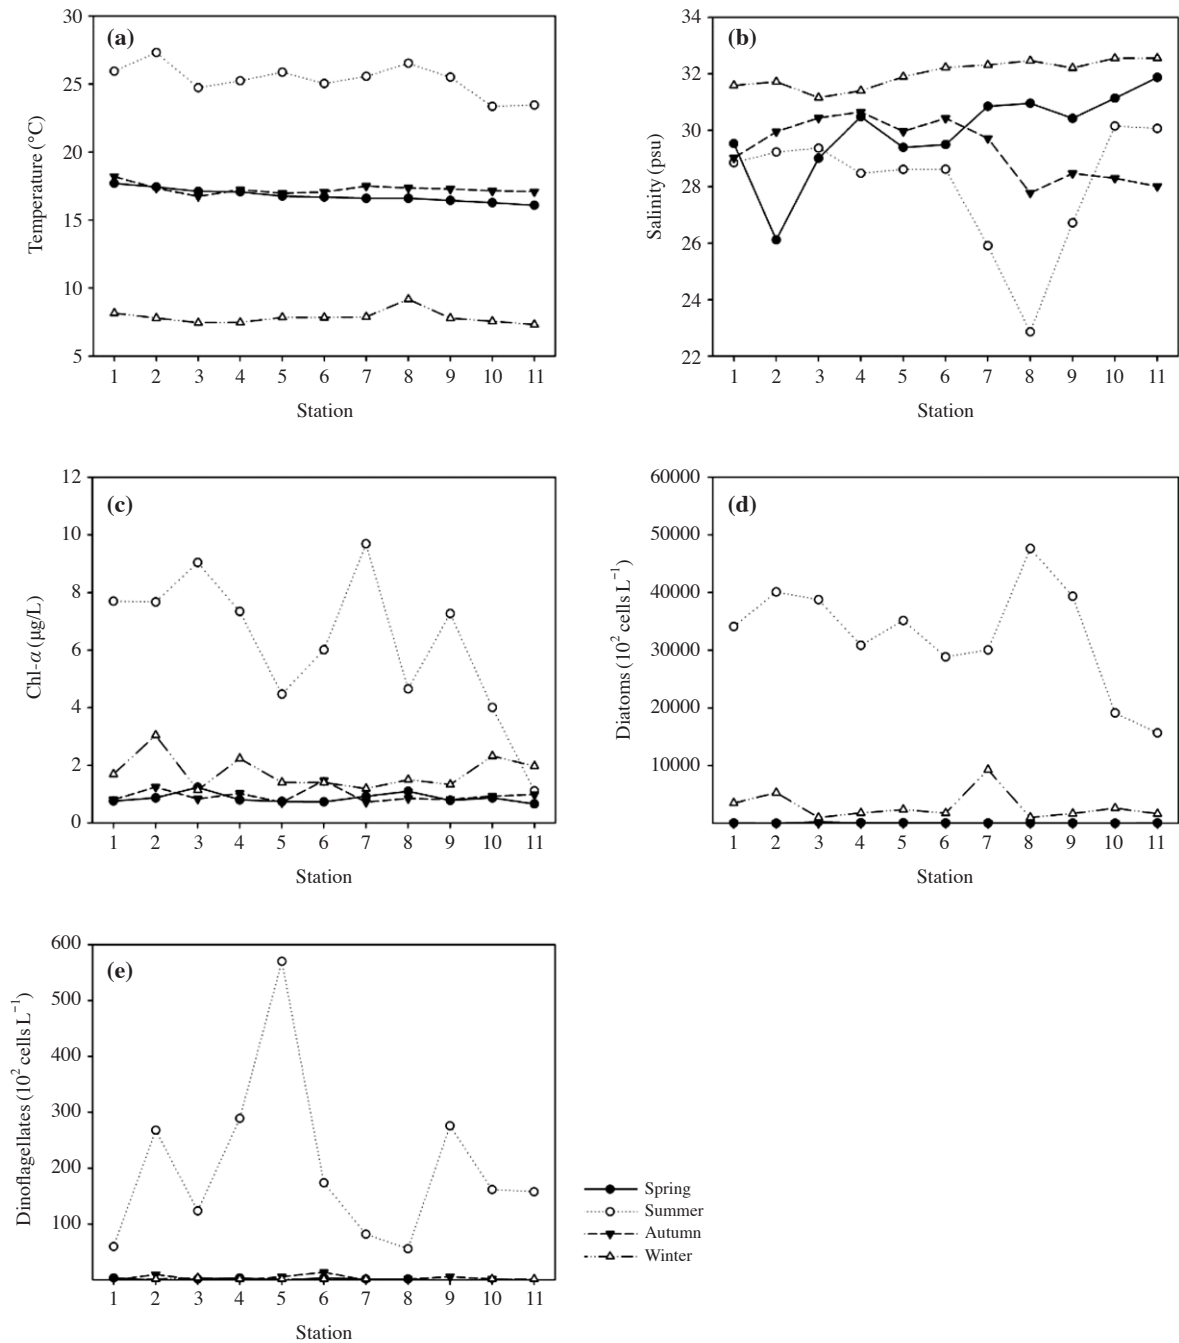 (a)
30
25
20
15
10
5
Temperature (°C)
1 2 3 4 5 6 7 8 9 10 11
Station
(b)
34
32
30
28
26
24
22
Salinity (psu)
1 2 3 4 5 6 7 8 9 10 11
Station
(c)
12
10
8
6
4
2
0
Chl-α (µg/L)
1 2 3 4 5 6 7 8 9 10 11
Station
(d)
60000
50000
40000
30000
20000
10000
Diatoms (10² cells L⁻¹)
1 2 3 4 5 6 7 8 9 10 11
Station
(e)
600
500
400
300
200
100
Dinoflagellates (10² cells L⁻¹)
1 2 3 4 5 6 7 8 9 10 11
Station
Spring
Summer
Autumn
Winter